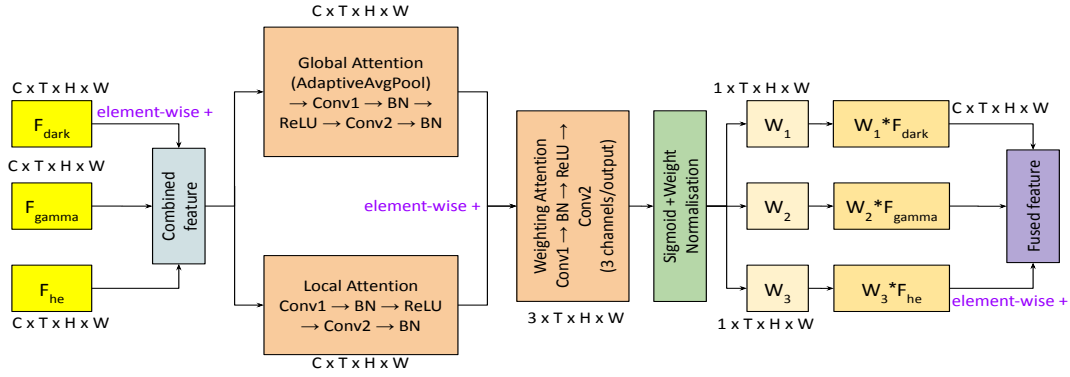 C x T x H x W
F_dark
element-wise +
C x T x H x W
F_gamma
F_he
C x T x H x W
Combined
feature
C x T x H x W
Global Attention
(AdaptiveAvgPool)
→ Conv1 → BN →
ReLU → Conv2 → BN
element-wise +
Local Attention
Conv1 → BN → ReLU
→ Conv2 → BN
C x T x H x W
Weighting Attention
Conv1 → BN → ReLU →
Conv2
(3 channels/output)
3 x T x H x W
Sigmoid +Weight
Normalisation
1 x T x H x W
W_1
W_2
W_3
1 x T x H x W
W_1*F_dark
W_2*F_gamma
W_3*F_he
C x T x H x W
Fused feature
element-wise +